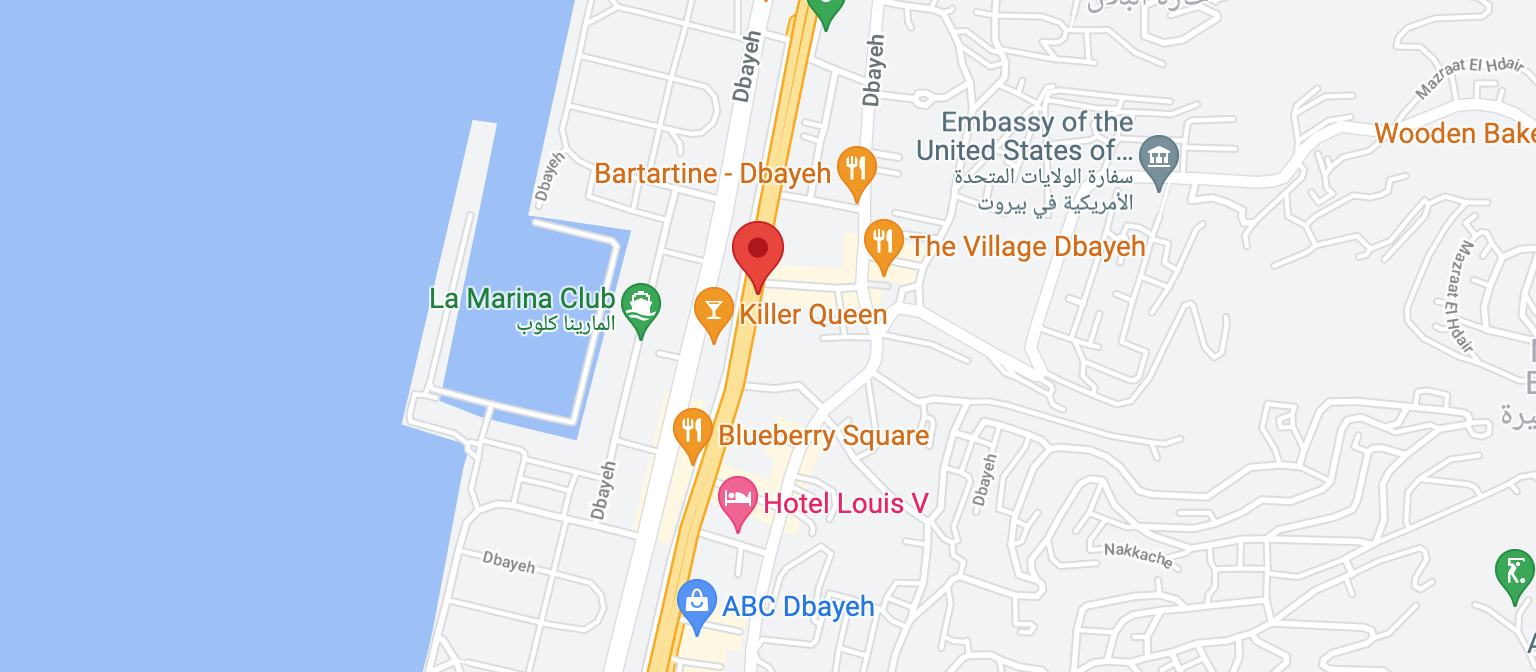 Dbayeh
Dbayeh
Mazraat El Hdair
Embassy of the
United States of...
سفارة الولايات المتحدة
الأمريكية في بيروت
Wooden Bake
Dbayeh
Bartartine - Dbayeh
The Village Dbayeh
Mazraat El Hdair
La Marina Club
المارينا كلوب
Killer Queen
Blueberry Square
Dbayeh
Dbayeh
Hotel Louis V
Nakkache
Dbayeh
ABC Dbayeh